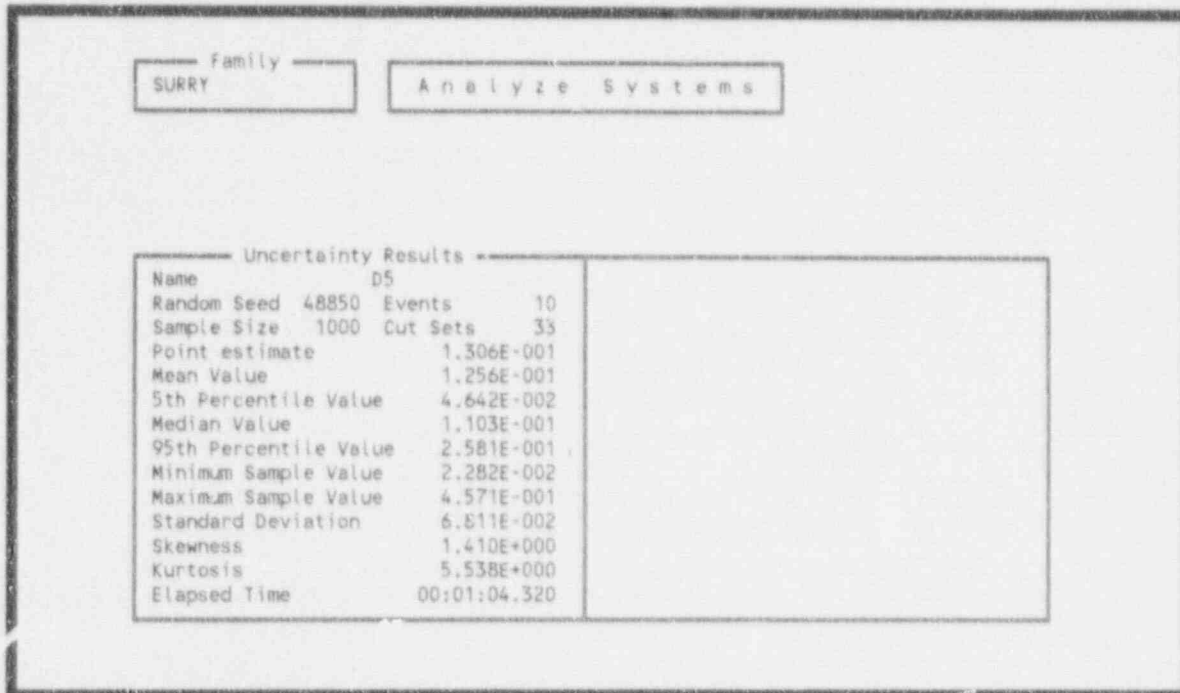 Family
SURRY
Analyze Systems
Uncertainty Results
Name D5
Random Seed 48850 Events 10
Sample Size 1000 Cut Sets 33
Point estimate 1.306E-001
Mean Value 1.256E-001
5th Percentile Value 4.642E-002
Median Value 1.103E-001
95th Percentile Value 2.581E-001
Minimum Sample Value 2.282E-002
Maximum Sample Value 4.571E-001
Standard Deviation 6.811E-002
Skewness 1.410E+000
Kurtosis 5.538E+000
Elapsed Time 00:01:04.320